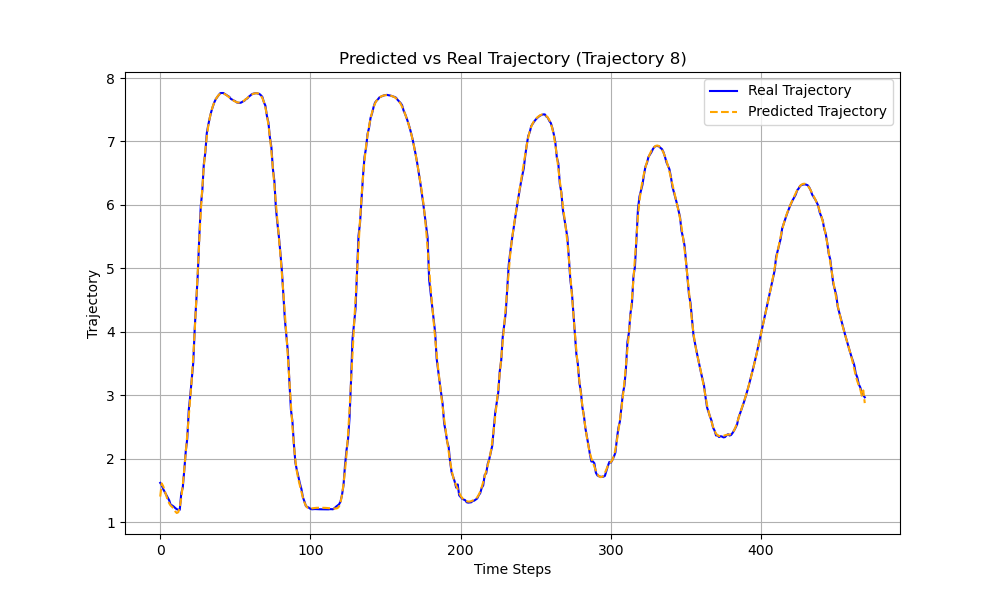 Predicted vs Real Trajectory (Trajectory 8)
Real Trajectory
Predicted Trajectory
Trajectory
8
7
6
5
4
3
2
1
0 100 200 300 400
Time Steps